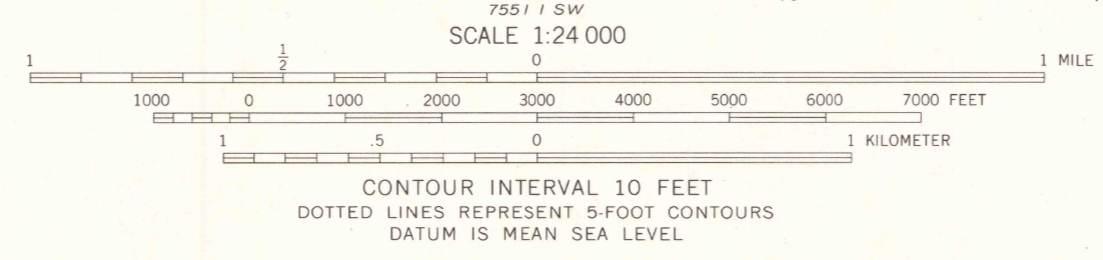 7551 I SW
SCALE 1:24 000
1 1/2 0 1 MILE
1000 0 1000 2000 3000 4000 5000 6000 7000 FEET
1 .5 0 1 KILOMETER
CONTOUR INTERVAL 10 FEET
DOTTED LINES REPRESENT 5-FOOT CONTOURS
DATUM IS MEAN SEA LEVEL